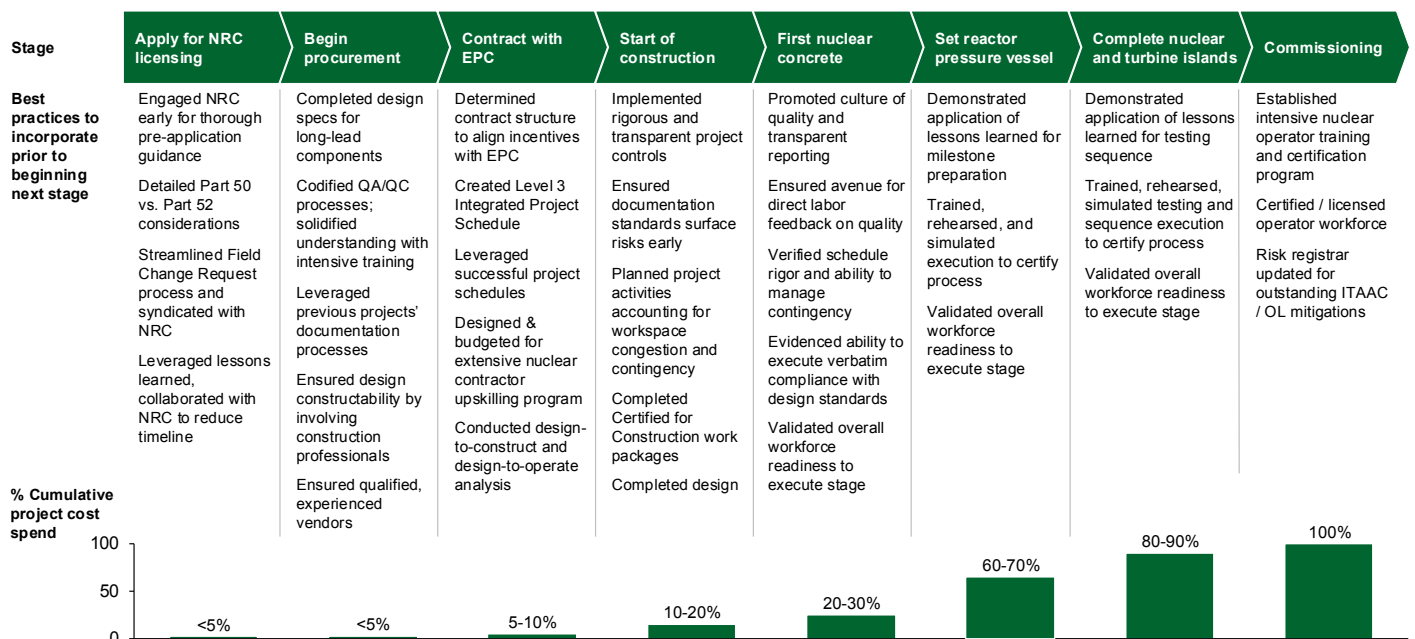 Stage
Apply for NRC
licensing
Begin
procurement
Contract with
EPC
Start of
construction
First nuclear
concrete
Set reactor
pressure vessel
Complete nuclear
and turbine islands
Commissioning
Best
practices to
incorporate
prior to
beginning
next stage
Engaged NRC
early for thorough
pre-application
guidance
Detailed Part 50
vs. Part 52
considerations
Streamlined Field
Change Request
process and
syndicated with
NRC
Leveraged lessons
learned,
collaborated with
NRC to reduce
timeline
Completed design
specs for
long-lead
components
Codified QA/QC
processes;
solidified
understanding with
intensive training
Leveraged
previous projects'
documentation
processes
Ensured design
constructability by
involving
construction
professionals
Ensured qualified,
experienced
vendors
Determined
contract structure
to align incentives
with EPC
Created Level 3
Integrated Project
Schedule
Leveraged
successful project
schedules
Designed &
budgeted for
extensive nuclear
contractor
upskilling program
Conducted design-
to-construct and
design-to-operate
analysis
Implemented
rigorous and
transparent project
controls
Ensured
documentation
standards surface
risks early
Planned project
activities
accounting for
workspace
congestion and
contingency
Completed
Certified for
Construction work
packages
Completed design
Promoted culture of
quality and
transparent
reporting
Ensured avenue for
direct labor
feedback on quality
Verified schedule
rigor and ability to
manage
contingency
Evidenced ability to
execute verbatim
compliance with
design standards
Validated overall
workforce
readiness to
execute stage
Demonstrated
application of
lessons learned for
milestone
preparation
Trained,
rehearsed, and
simulated
execution to certify
process
Validated overall
workforce
readiness to
execute stage
Demonstrated
application of lessons
learned for testing
sequence
Trained, rehearsed,
simulated testing and
sequence execution
to certify process
Validated overall
workforce readiness
to execute stage
Established
intensive nuclear
operator training
and certification
program
Certified / licensed
operator workforce
Risk registrar
updated for
outstanding ITAAC
/ OL mitigations
% Cumulative
project cost
spend
100
50
0
<5%
<5%
5-10%
10-20%
20-30%
60-70%
80-90%
100%